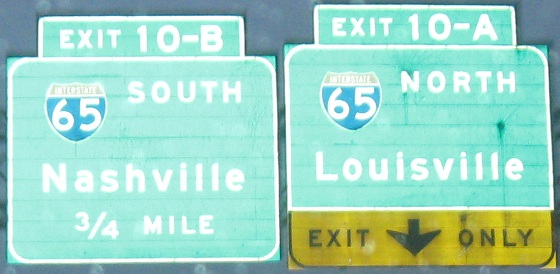 EXIT 10-B
INTERSTATE
65
SOUTH
Nashville
3/4 MILE
EXIT 10-A
INTERSTATE
65
NORTH
Louisville
EXIT ONLY